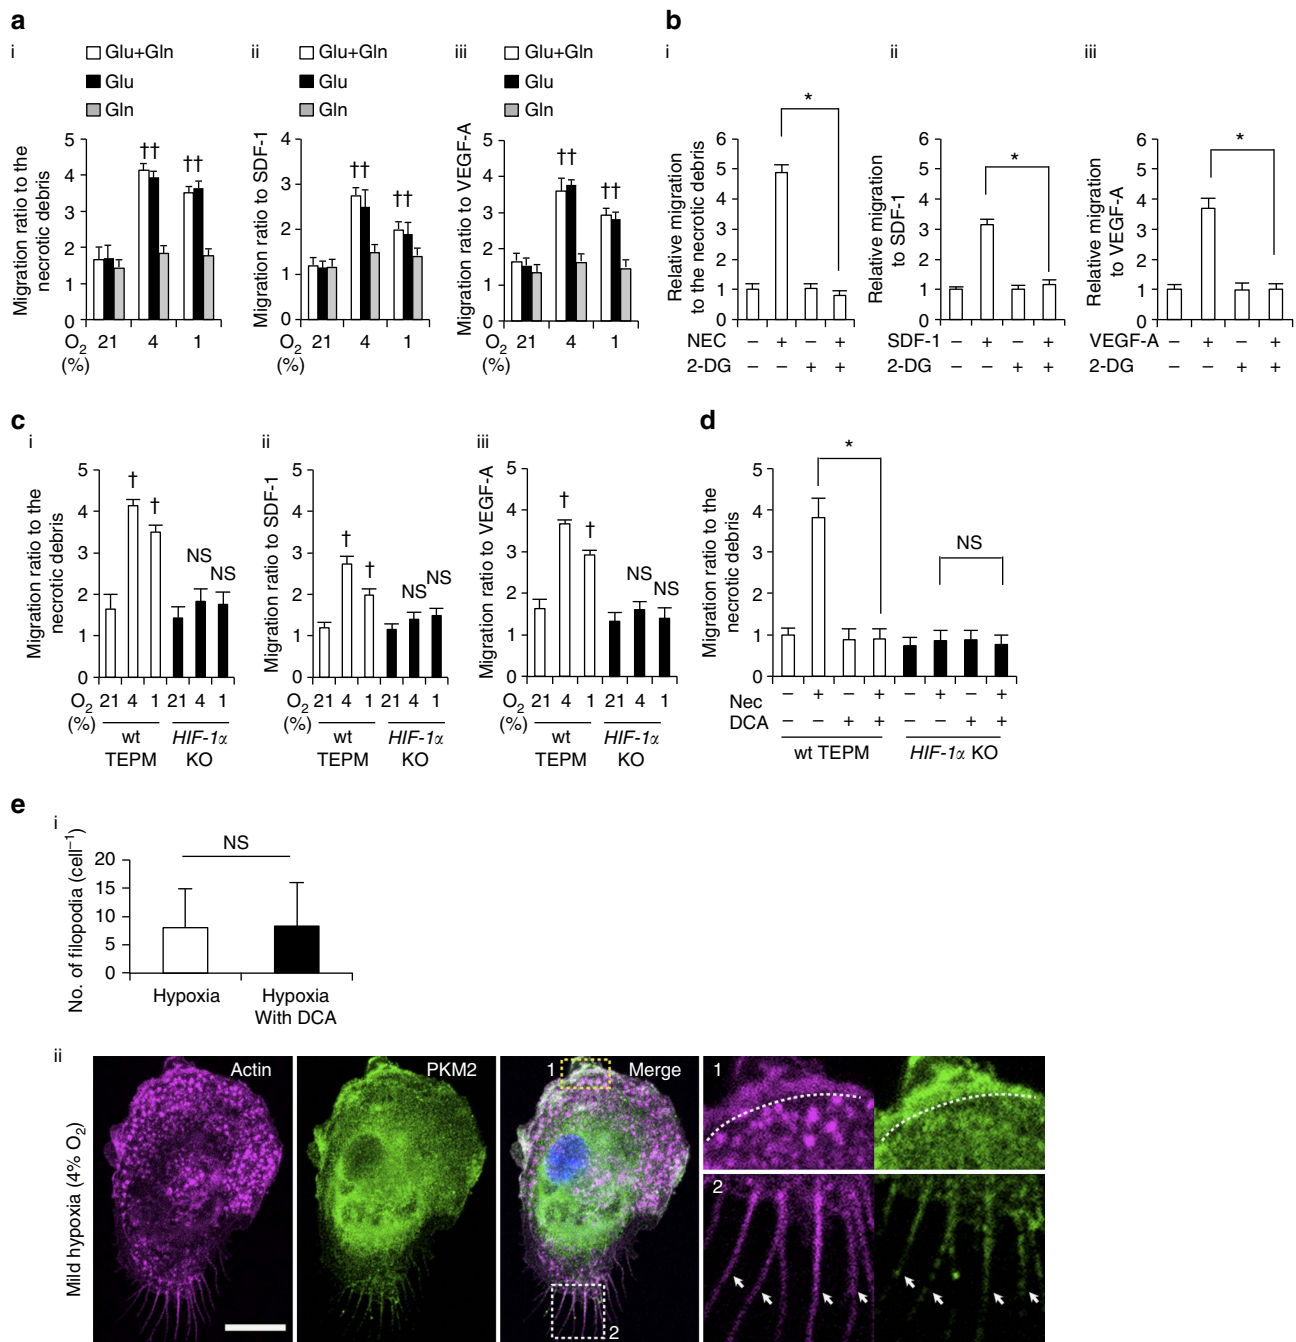 a
i
Glu+Gln
Glu
Gln
Migration ratio to the
necrotic debris
5
4
3
2
1
0
††
††
O2
(%)
21 4 1
ii
Glu+Gln
Glu
Gln
Migration ratio to SDF-1
4
3
2
1
0
††
††
21 4 1
iii
Glu+Gln
Glu
Gln
Migration ratio to VEGF-A
5
4
3
2
1
0
††
††
21 4 1
b
i
Relative migration
to the necrotic debris
6
5
4
3
2
1
0
*
NEC – + – +
2-DG – – + +
ii
Relative migration
to SDF-1
6
5
4
3
2
1
0
*
SDF-1 – + – +
2-DG – – + +
iii
Relative migration
to VEGF-A
6
5
4
3
2
1
0
*
VEGF-A – + – +
2-DG – – + +
c
i
Migration ratio to the
necrotic debris
5
4
3
2
1
0
†
†
NS
NS
O2
(%)
21 4 1 21 4 1
wt
TEPM
HIF-1α
KO
ii
Migration ratio to SDF-1
5
4
3
2
1
0
†
†
NS
NS
O2
(%)
21 4 1 21 4 1
wt
TEPM
HIF-1α
KO
iii
Migration ratio to VEGF-A
5
4
3
2
1
0
†
†
NS
NS
O2
(%)
21 4 1 21 4 1
wt
TEPM
HIF-1α
KO
d
Migration ratio to the
necrotic debris
5
4
3
2
1
0
*
NS
Nec – + – + – + – +
DCA – – + + – – + +
wt TEPM
HIF-1α KO
e
i
No. of filopodia (cell–1)
20
15
10
5
0
NS
Hypoxia
Hypoxia
With DCA
ii
Mild hypoxia (4% O2)
Actin
PKM2
1
Merge
2
1
2